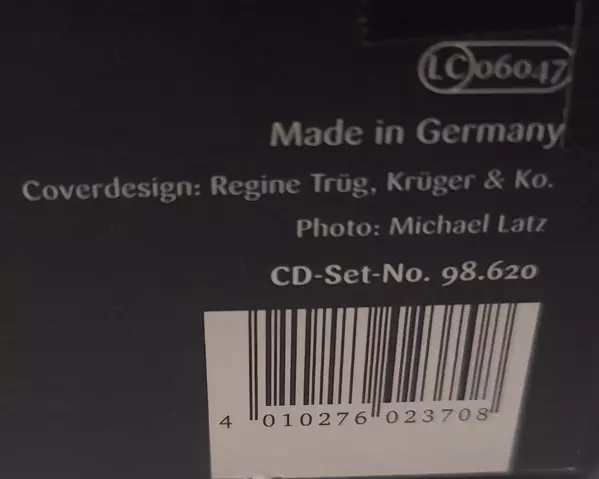 LC 06047
Made in Germany
Coverdesign: Regine Trüg, Krüger & Ko.
Photo: Michael Latz
CD-Set-No. 98.620
4 010276 023708